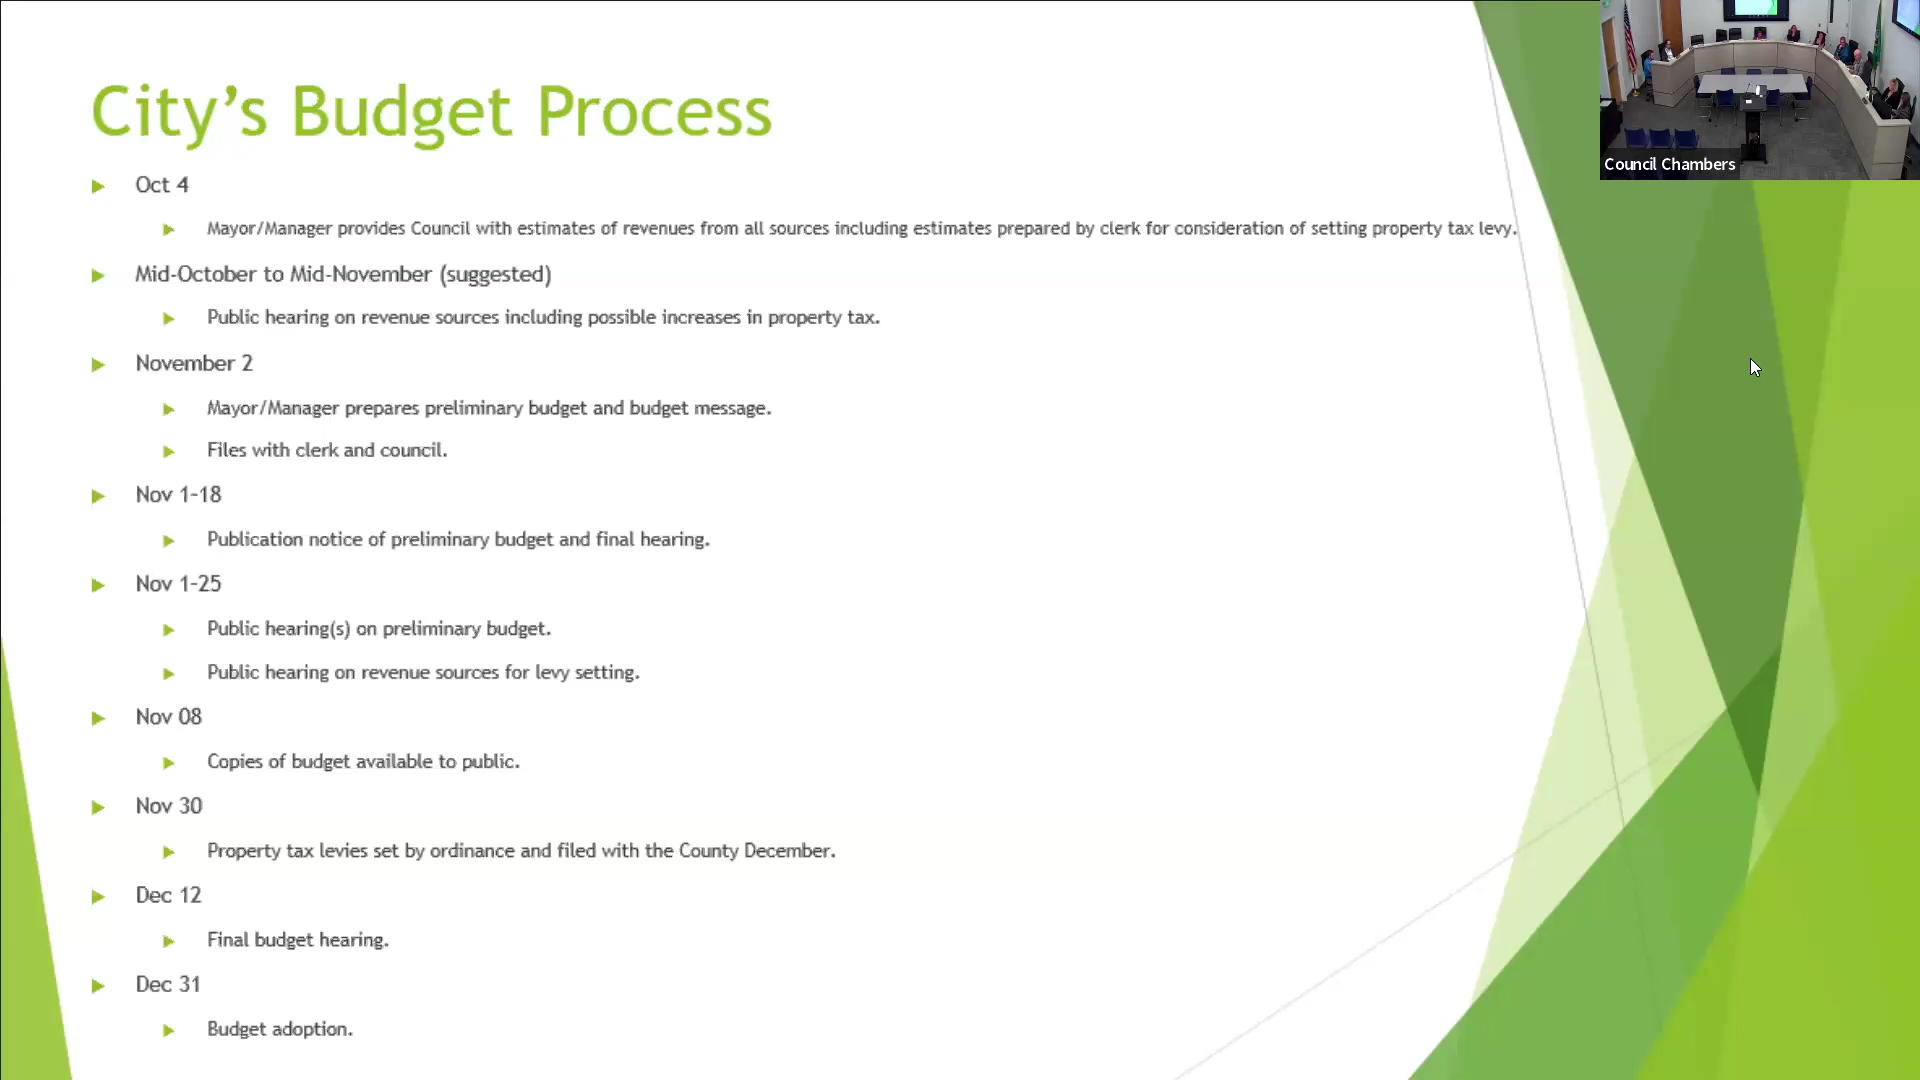 City's Budget Process
Oct 4
Mayor/Manager provides Council with estimates of revenues from all sources including estimates prepared by clerk for consideration of setting property tax levy.
Mid-October to Mid-November (suggested)
Public hearing on revenue sources including possible increases in property tax.
November 2
Mayor/Manager prepares preliminary budget and budget message.
Files with clerk and council.
Nov 1-18
Publication notice of preliminary budget and final hearing.
Nov 1-25
Public hearing(s) on preliminary budget.
Public hearing on revenue sources for levy setting.
Nov 08
Copies of budget available to public.
Nov 30
Property tax levies set by ordinance and filed with the County December.
Dec 12
Final budget hearing.
Dec 31
Budget adoption.
Council Chambers